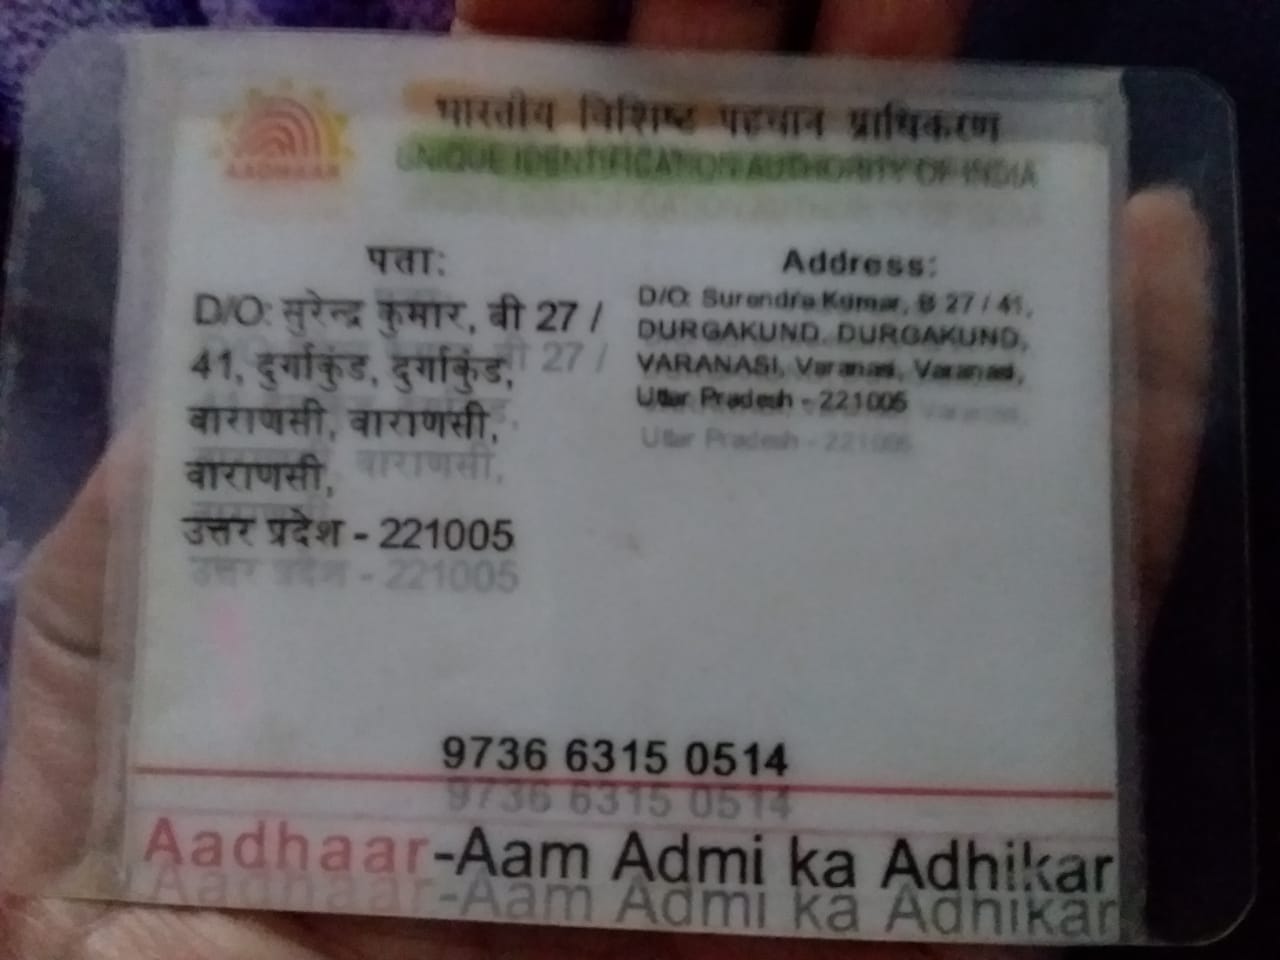 भारतीय विशिष्ट पहचान प्राधिकरण
AADHAAR
UNIQUE IDENTIFICATION AUTHORITY OF INDIA
पता:
D/O: सुरेन्द्र कुमार, बी 27 /
41, दुर्गाकुंड, दुर्गाकुंड,
वाराणसी, वाराणसी,
वाराणसी,
उत्तर प्रदेश - 221005
Address:
D/O: Surendra Kumar, B 27 / 41,
DURGAKUND, DURGAKUND,
VARANASI, Varanasi, Varanasi,
Uttar Pradesh - 221005
9736 6315 0514
Aadhaar-Aam Admi ka Adhikar